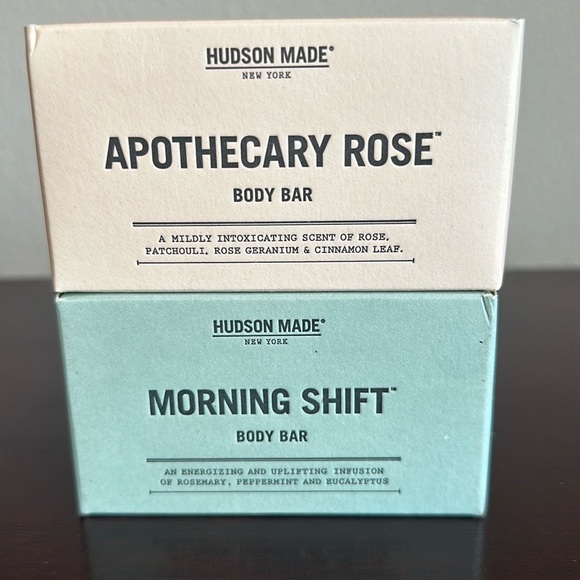 HUDSON MADE®
NEW YORK
APOTHECARY ROSE™
BODY BAR
A MILDLY INTOXICATING SCENT OF ROSE,
PATCHOULI, ROSE GERANIUM & CINNAMON LEAF.
HUDSON MADE®
NEW YORK
MORNING SHIFT™
BODY BAR
AN ENERGIZING AND UPLIFTING INFUSION
OF ROSEMARY, PEPPERMINT AND EUCALYPTUS